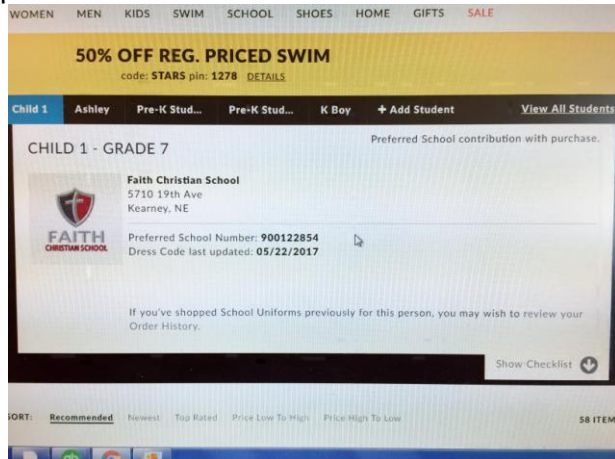 WOMEN MEN KIDS SWIM SCHOOL SHOES HOME GIFTS SALE
50% OFF REG. PRICED SWIM
code: STARS pin: 1278 DETAILS
Child 1 Ashley Pre-K Stud... Pre-K Stud... K Boy + Add Student View All Students
Preferred School contribution with purchase.
CHILD 1 - GRADE 7
Faith Christian School
5710 19th Ave
Kearney, NE
FAITH
CHRISTIAN SCHOOL
Preferred School Number: 900122854
Dress Code last updated: 05/22/2017
If you've shopped School Uniforms previously for this person, you may wish to review your
Order History.
Show Checklist
SORT: Recommended Newest Top Rated Price Low To High Price High To Low 58 ITEM